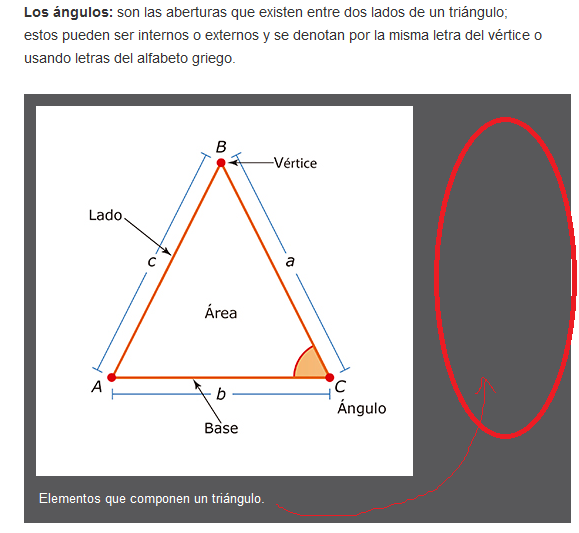 Los ángulos: son las aberturas que existen entre dos lados de un triángulo;
estos pueden ser internos o externos y se denotan por la misma letra del vértice o
usando letras del alfabeto griego.
B
Vértice
Lado
c
a
Área
A
b
C
Ángulo
Base
Elementos que componen un triángulo.